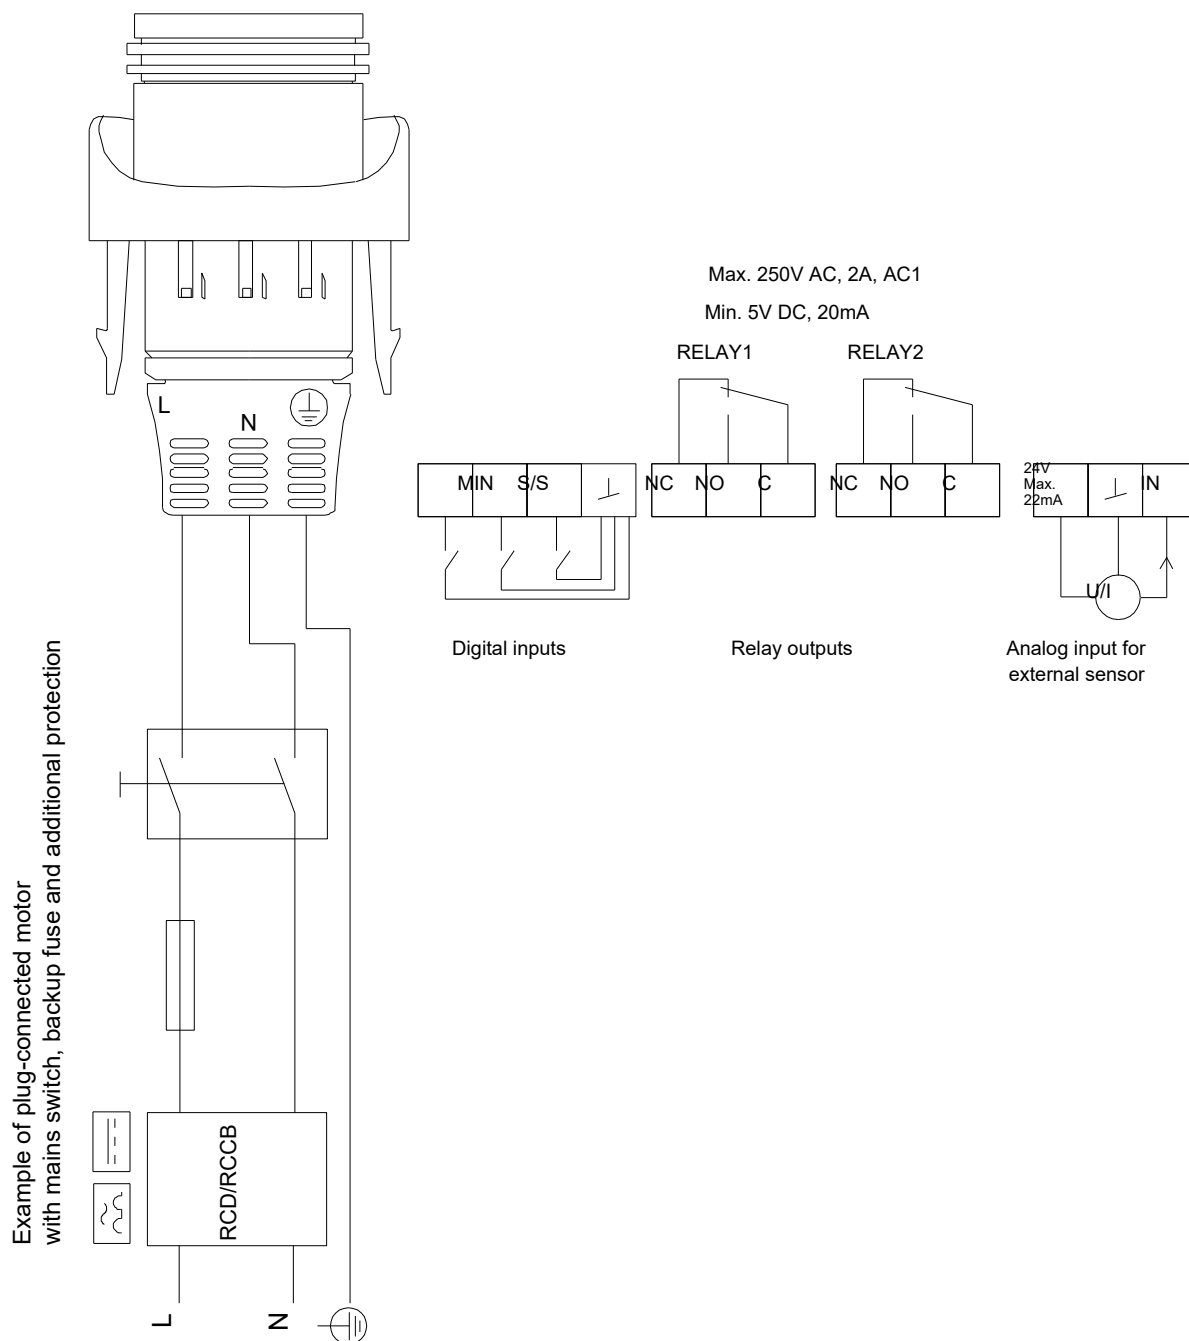 Max. 250V AC, 2A, AC1
Min. 5V DC, 20mA
RELAY1
RELAY2
L
N
MIN
S/S
NC
NO
C
NC
NO
C
24V
Max.
22mA
IN
U/I
Digital inputs
Relay outputs
Analog input for
external sensor
Example of plug-connected motor
with mains switch, backup fuse and additional protection
RCD/RCCB
L
N